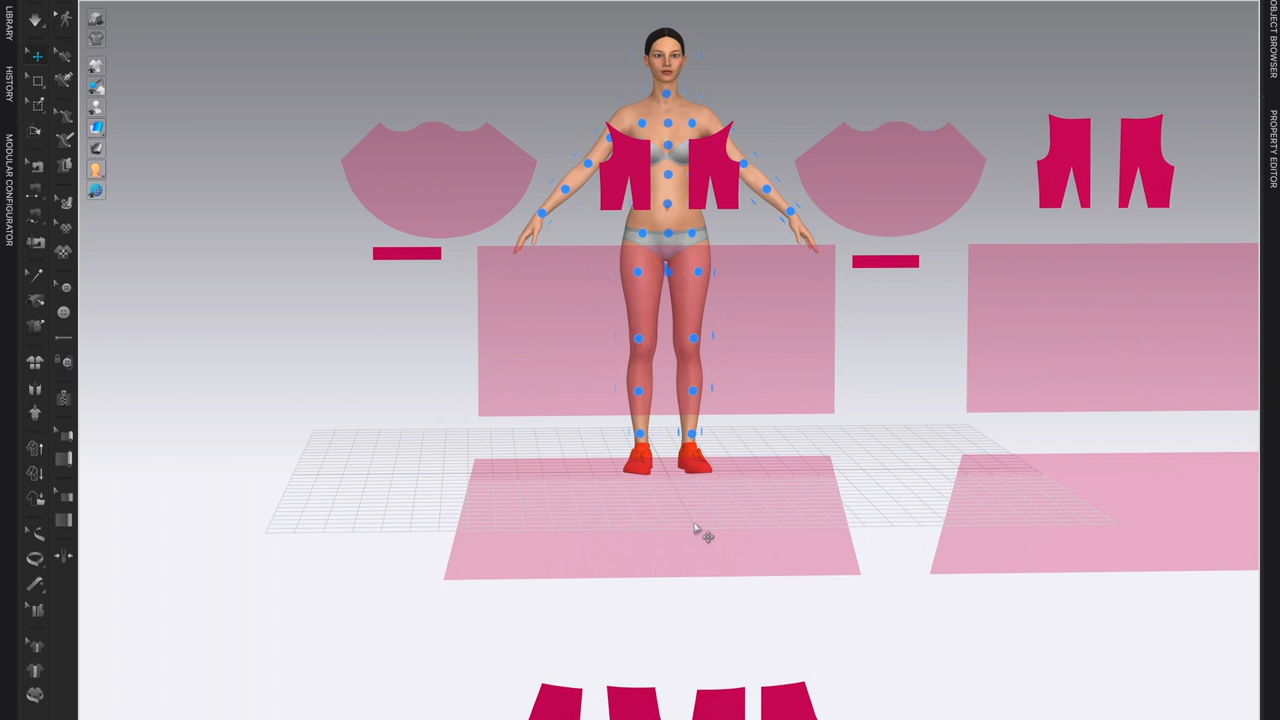 LIBRARY
HISTORY
MODULAR CONFIGURATOR
OBJECT BROWSER
PROPERTY EDITOR